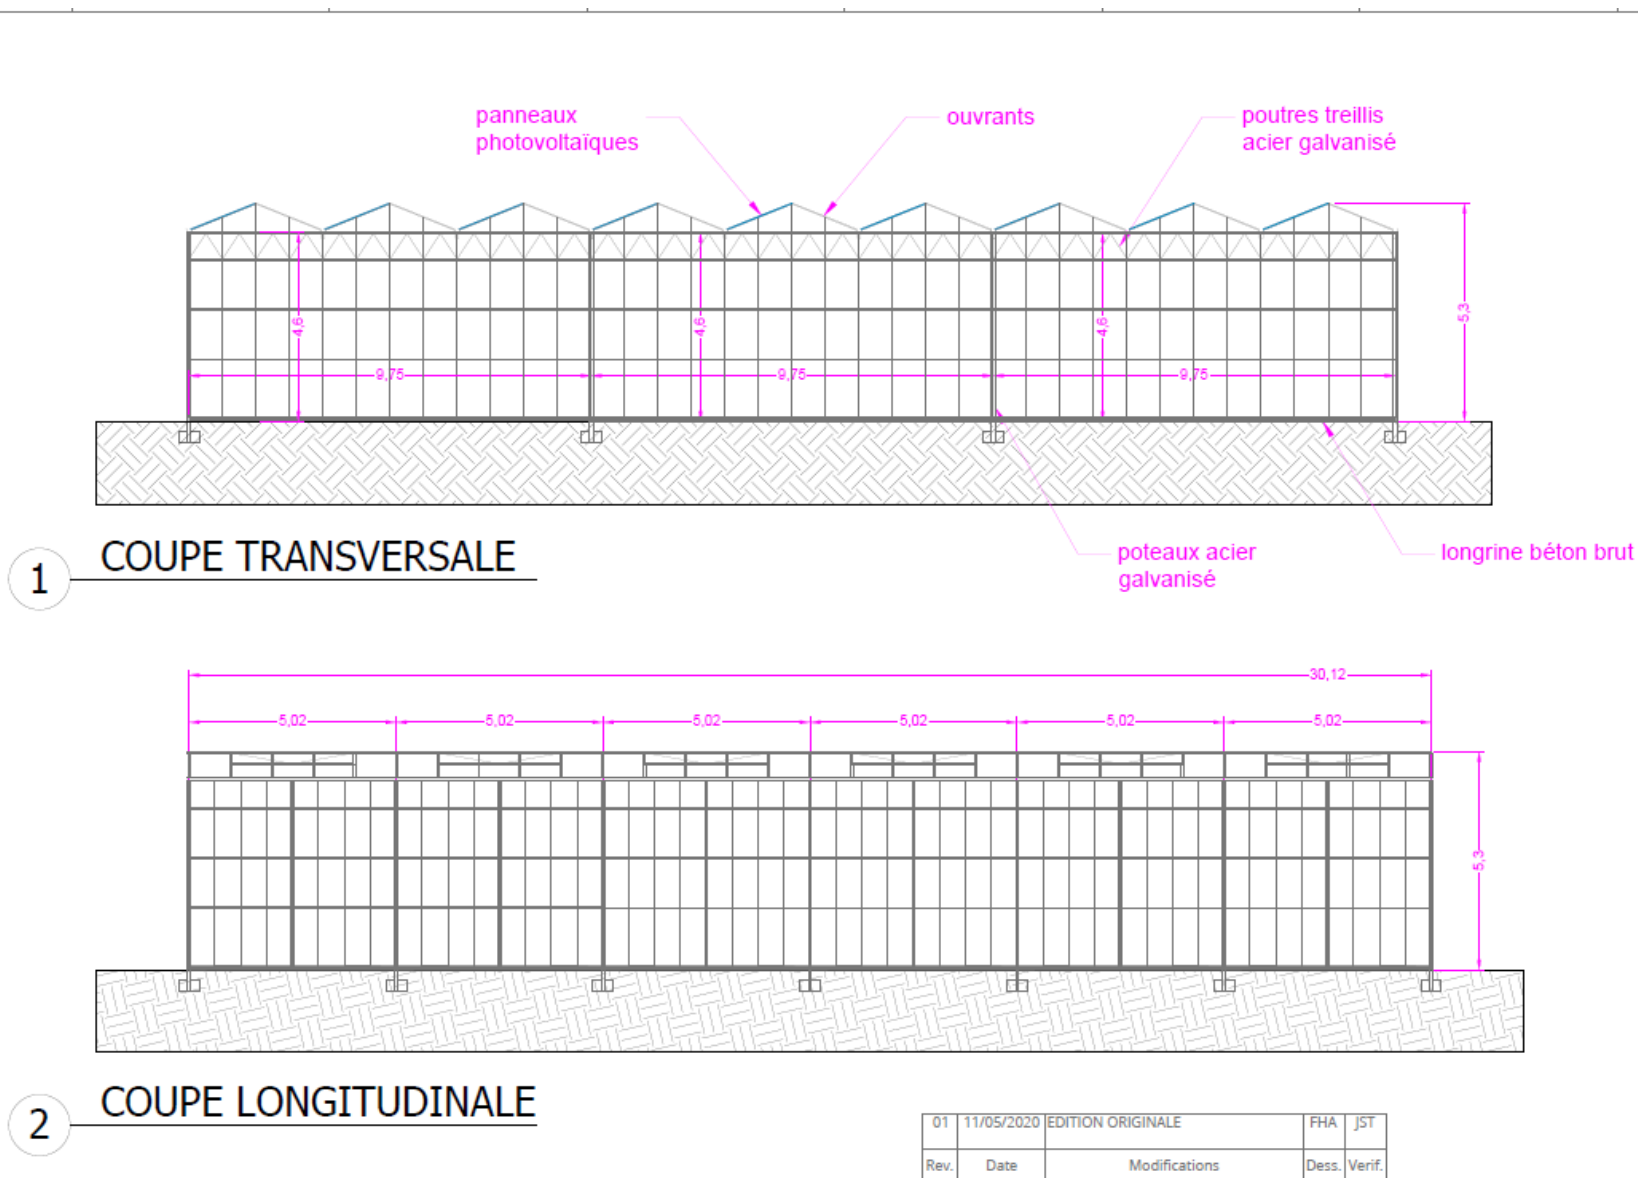 panneaux
photovoltaïques
ouvrants
poutres treillis
acier galvanisé
4,6
4,6
4,6
5,3
9,75
9,75
9,75
1
COUPE TRANSVERSALE
poteaux acier
galvanisé
longrine béton brut
30,12
5,02
5,02
5,02
5,02
5,02
5,02
5,3
2
COUPE LONGITUDINALE
01 11/05/2020 EDITION ORIGINALE FHA JST
Rev. Date Modifications Dess. Verif.